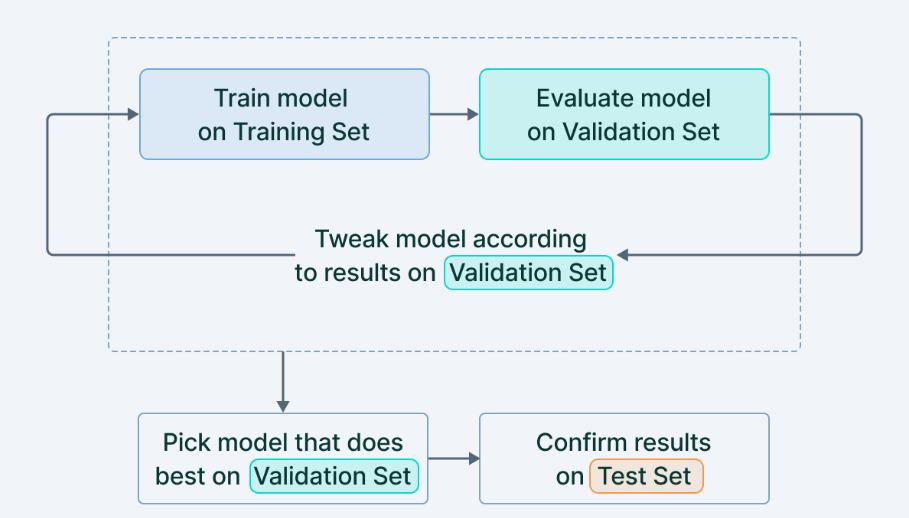 Train model
on Training Set
Evaluate model
on Validation Set
Tweak model according
to results on Validation Set
Pick model that does
best on Validation Set
Confirm results
on Test Set